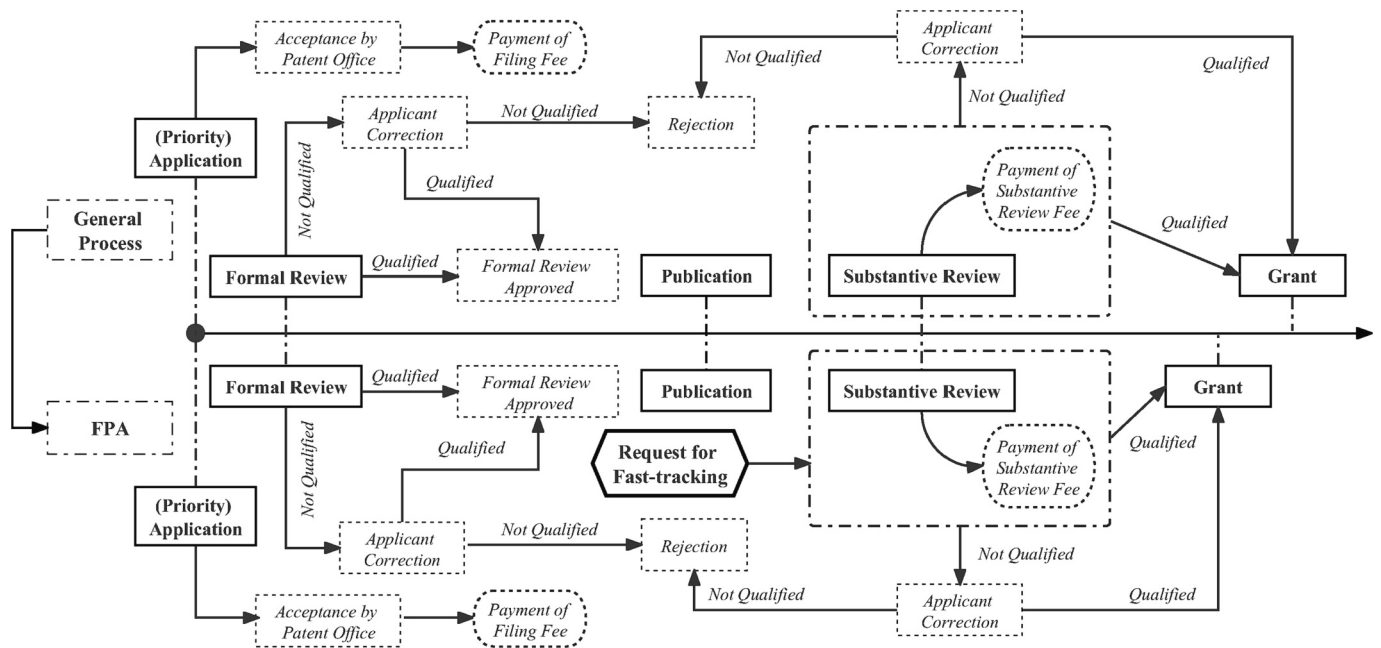 Acceptance by
Patent Office
Payment of
Filing Fee
Applicant
Correction
Not Qualified
Qualified
Not Qualified
(Priority)
Application
Applicant
Correction
Not Qualified
Rejection
Not Qualified
Qualified
Payment of
Substantive
Review Fee
Qualified
General
Process
Formal Review
Qualified
Formal Review
Approved
Publication
Substantive Review
Grant
Formal Review
Qualified
Formal Review
Approved
Publication
Substantive Review
Grant
FPA
Not Qualified
Qualified
Request for
Fast-tracking
Payment of
Substantive
Review Fee
Qualified
(Priority)
Application
Applicant
Correction
Not Qualified
Rejection
Not Qualified
Not Qualified
Applicant
Correction
Qualified
Acceptance by
Patent Office
Payment of
Filing Fee